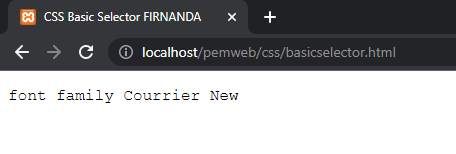 CSS Basic Selector FIRNANDA
localhost/pemweb/css/basicselector.html
font family Courrier New